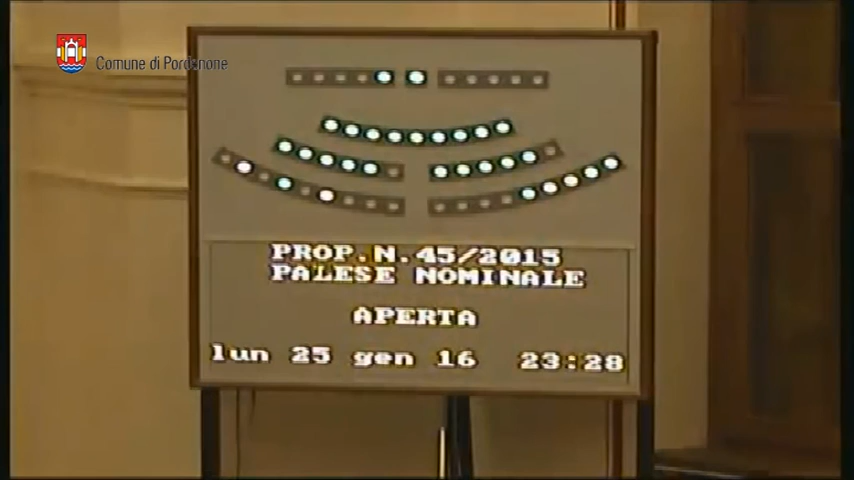 Comune di Pordenone
PROP.N.45/2015
PALESE NOMINALE
APERTA
lun 25 gen 16 23:28